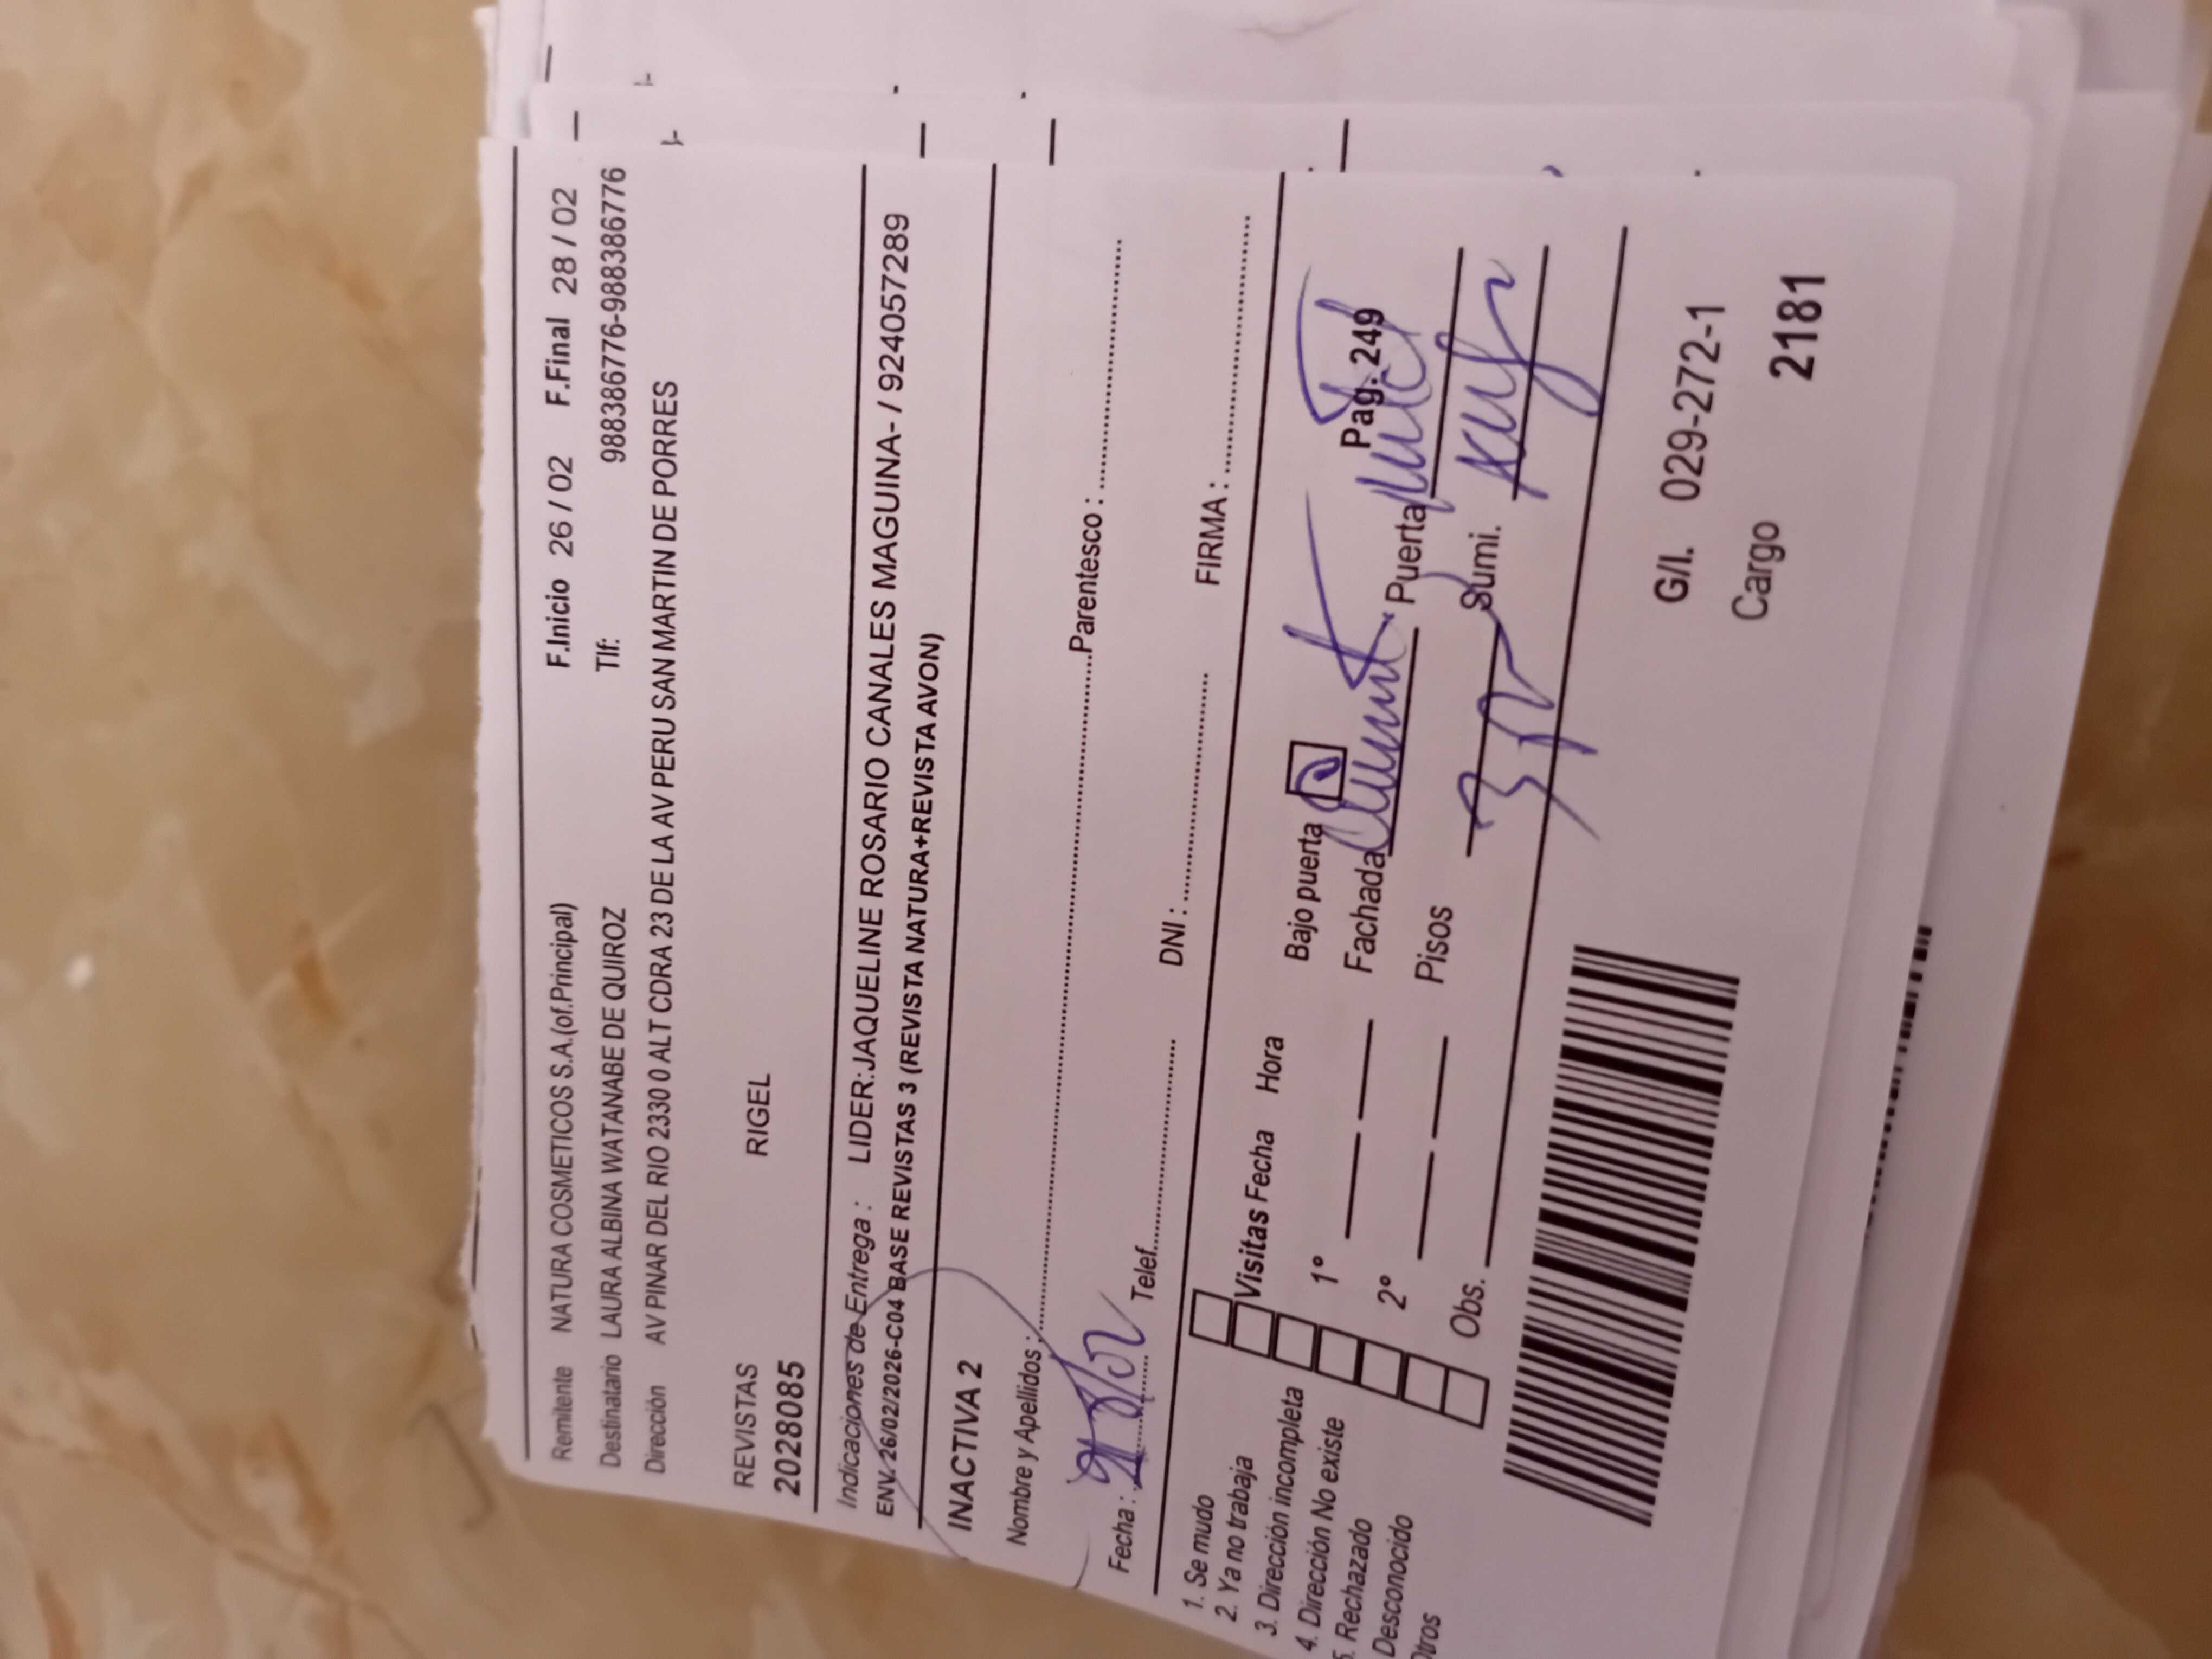 Remitente NATURA COSMETICOS S.A.(of.Principal) F.Inicio 26 / 02 F.Final 28 / 02
Destinatario LAURA ALBINA WATANABE DE QUIROZ Tlf: 988386776-988386776
Dirección AV PINAR DEL RIO 2330 0 ALT CDRA 23 DE LA AV PERU SAN MARTIN DE PORRES
REVISTAS RIGEL
2028085
Indicaciones de Entrega : LIDER:JAQUELINE ROSARIO CANALES MAGUINA- / 924057289
ENV. 26/02/2026-C04 BASE REVISTAS 3 (REVISTA NATURA+REVISTA AVON)
INACTIVA 2
Nombre y Apellidos : Parentesco :
Fecha : Telef. DNI : FIRMA :
1. Se mudo
2. Ya no trabaja
3. Dirección incompleta
4. Dirección No existe
5. Rechazado
Desconocido
Otros
Visitas Fecha Hora Bajo puerta
1° Fachada Puerta Pag. 249
2° Pisos 3 Sumi.
Obs.
G/I. 029-272-1
Cargo 2181